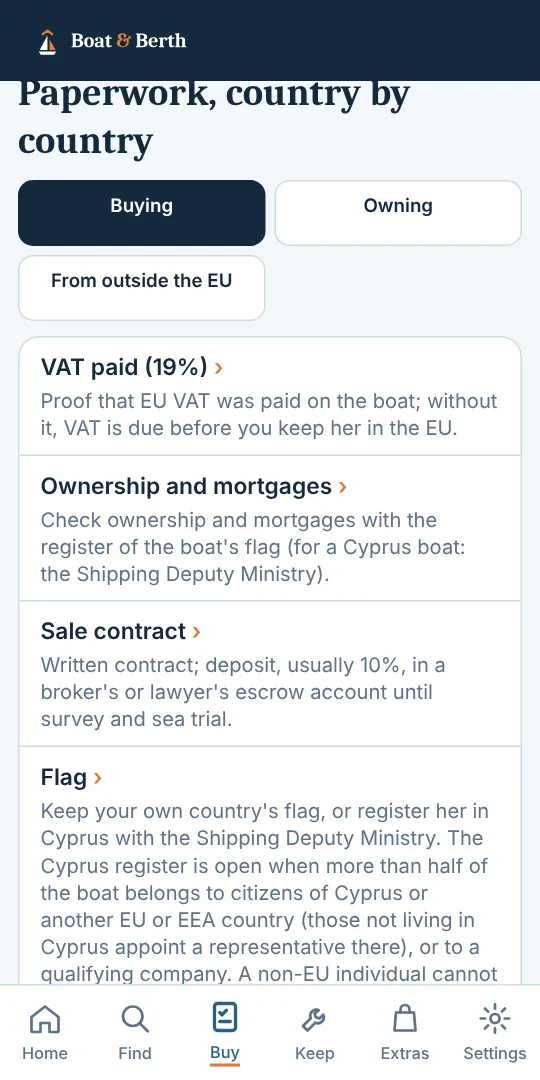 Boat & Berth
Paperwork, country by
country
Buying
Owning
From outside the EU
VAT paid (19%) ›
Proof that EU VAT was paid on the boat; without
it, VAT is due before you keep her in the EU.
Ownership and mortgages ›
Check ownership and mortgages with the
register of the boat's flag (for a Cyprus boat:
the Shipping Deputy Ministry).
Sale contract ›
Written contract; deposit, usually 10%, in a
broker's or lawyer's escrow account until
survey and sea trial.
Flag ›
Keep your own country's flag, or register her in
Cyprus with the Shipping Deputy Ministry. The
Cyprus register is open when more than half of
the boat belongs to citizens of Cyprus or
another EU or EEA country (those not living in
Cyprus appoint a representative there), or to a
qualifying company. A non-EU individual cannot
Home
Find
Buy
Keep
Extras
Settings